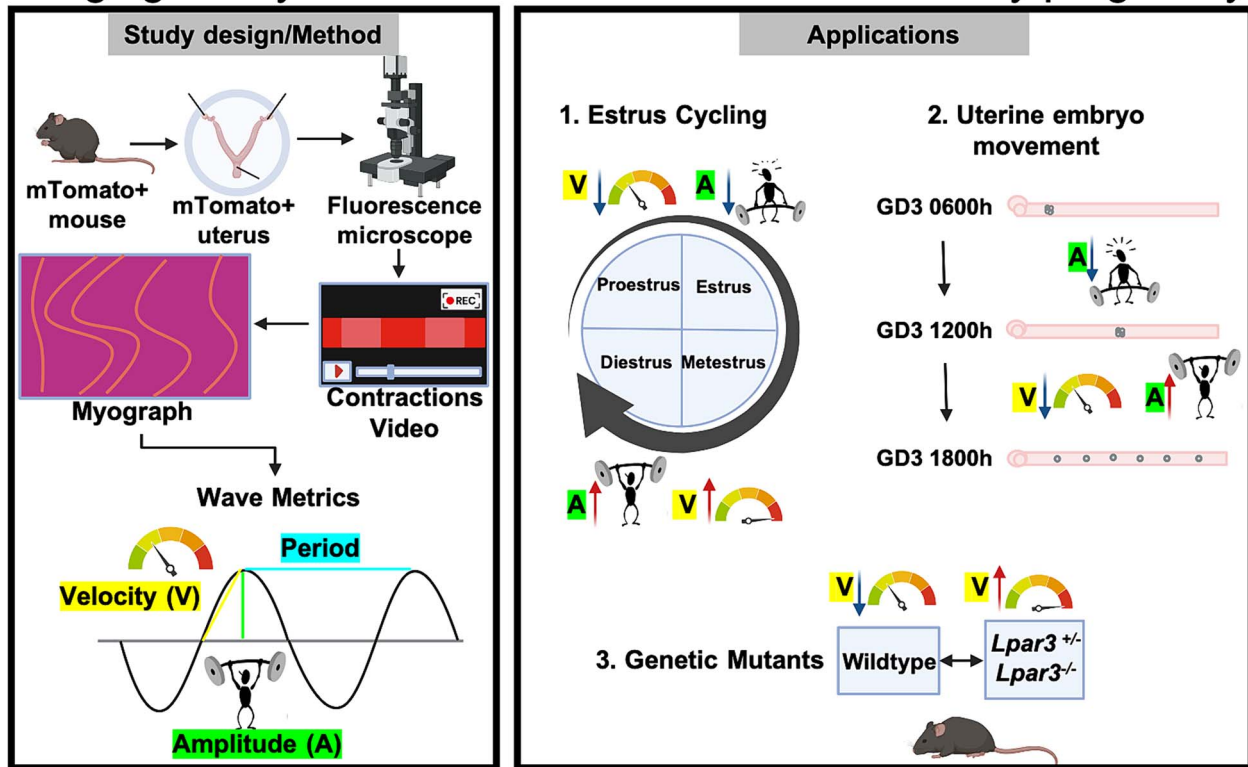 Study design/Method
mTomato+
mouse
mTomato+
uterus
Fluorescence
microscope
REC
Contractions
Video
Myograph
Wave Metrics
Period
Velocity (V)
Amplitude (A)
Applications
1. Estrus Cycling
V
A
Proestrus
Estrus
Diestrus
Metestrus
A
V
2. Uterine embryo
movement
GD3 0600h
A
GD3 1200h
V
A
GD3 1800h
V
V
3. Genetic Mutants
Wildtype
Lpar3 +/-
Lpar3-/-